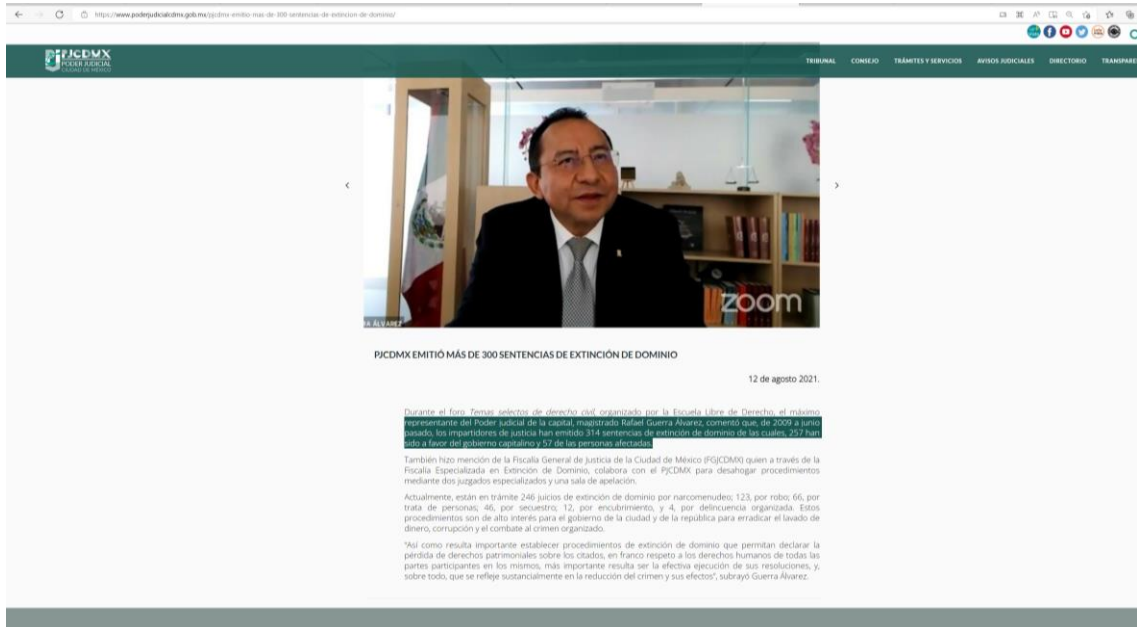 https://www.poderjudicialcdmx.gob.mx/pjcdmx-emitio-mas-de-300-sentencias-de-extincion-de-dominio/
PJCDMX
PODER JUDICIAL
CIUDAD DE MÉXICO
TRIBUNAL CONSEJO TRÁMITES Y SERVICIOS AVISOS JUDICIALES DIRECTORIO TRANSPARE
zoom
RA ÁLVAREZ
PJCDMX EMITIÓ MÁS DE 300 SENTENCIAS DE EXTINCIÓN DE DOMINIO
12 de agosto 2021.
Durante el foro Temas selectos de derecho civil, organizado por la Escuela Libre de Derecho, el máximo
representante del Poder judicial de la capital, magistrado Rafael Guerra Álvarez, comentó que, de 2009 a junio
pasado, los impartidores de justicia han emitido 314 sentencias de extinción de dominio de las cuales, 257 han
sido a favor del gobierno capitalino y 57 de las personas afectadas.
También hizo mención de la Fiscalía General de Justicia de la Ciudad de México (FGJCDMX) quien a través de la
Fiscalía Especializada en Extinción de Dominio, colabora con el PJCDMX para desahogar procedimientos
mediante dos juzgados especializados y una sala de apelación.
Actualmente, están en trámite 246 juicios de extinción de dominio por narcomenudeo; 123, por robo; 66, por
trata de personas; 46, por secuestro; 12, por encubrimiento, y 4, por delincuencia organizada. Estos
procedimientos son de alto interés para el gobierno de la ciudad y de la república para erradicar el lavado de
dinero, corrupción y el combate al crimen organizado.
"Así como resulta importante establecer procedimientos de extinción de dominio que permitan declarar la
pérdida de derechos patrimoniales sobre los citados, en franco respeto a los derechos humanos de todas las
partes participantes en los mismos, más importante resulta ser la efectiva ejecución de sus resoluciones, y,
sobre todo, que se refleje sustancialmente en la reducción del crimen y sus efectos", subrayó Guerra Álvarez.